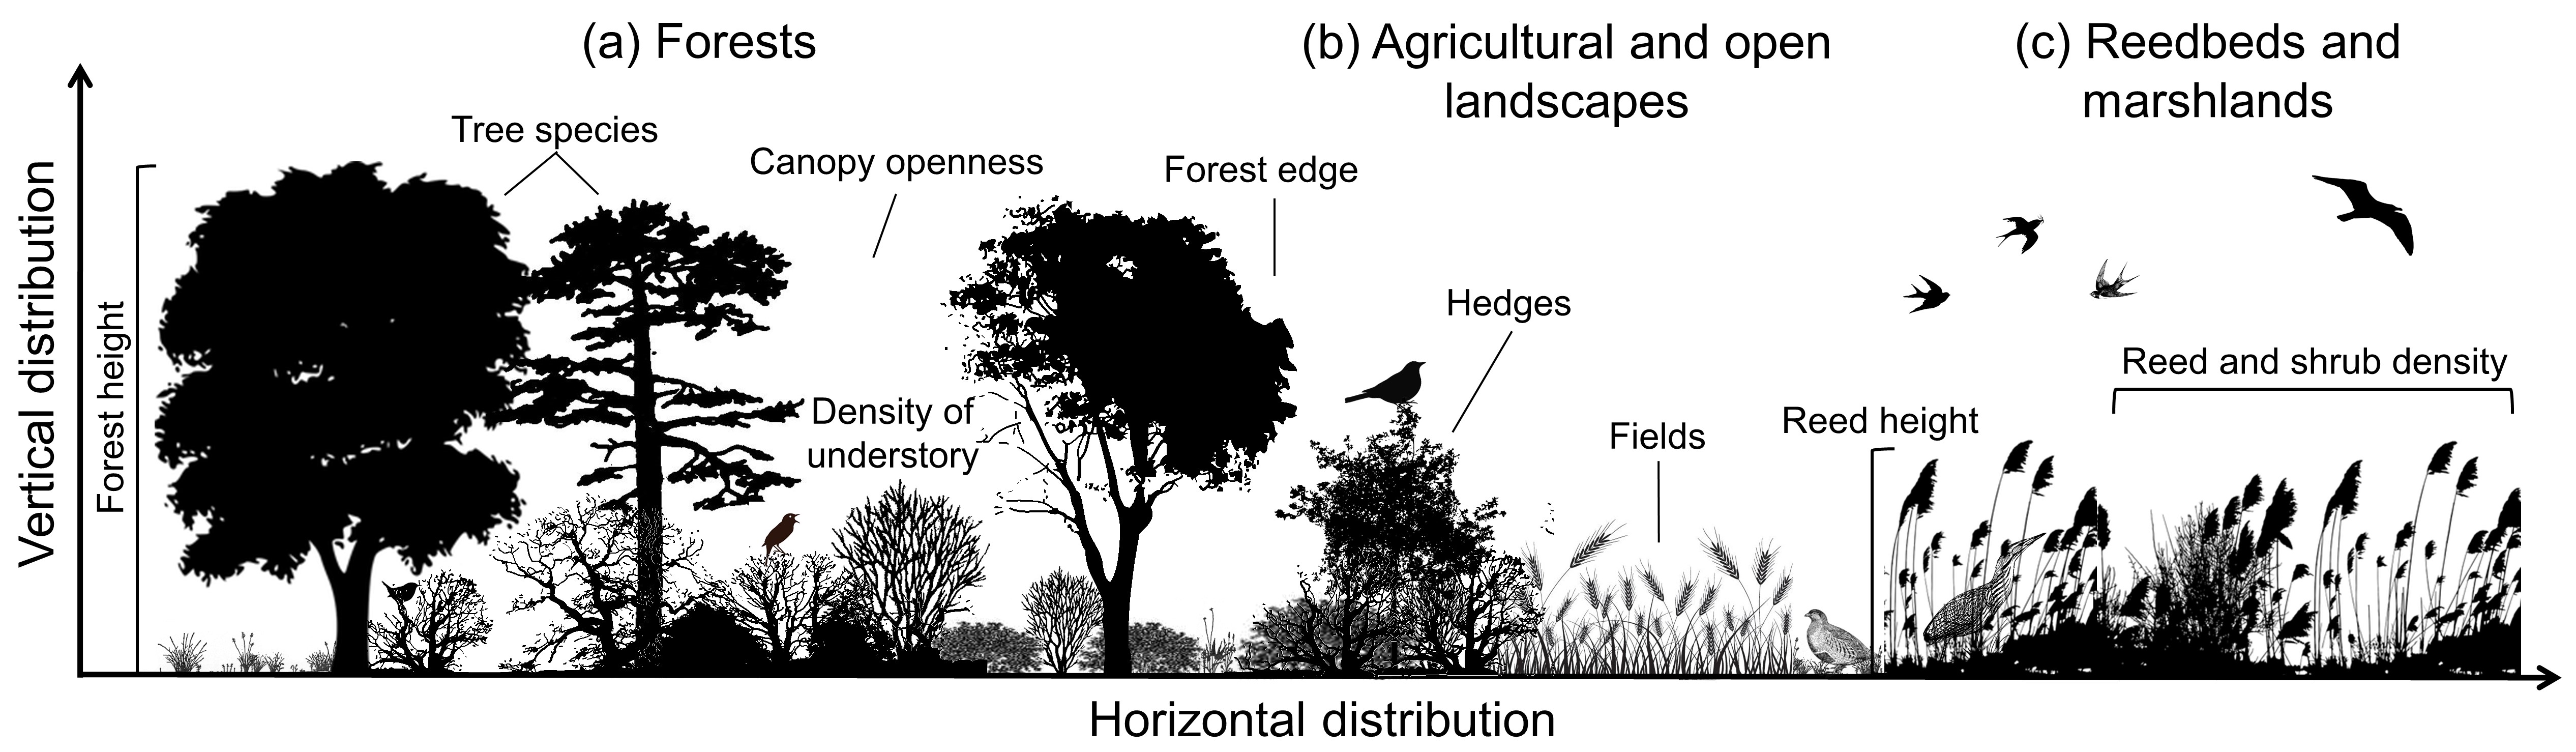 (a) Forests
(b) Agricultural and open
landscapes
(c) Reedbeds and
marshlands
Tree species
Canopy openness
Forest edge
Hedges
Reed and shrub density
Density of
understory
Fields
Reed height
Forest height
Vertical distribution
Horizontal distribution